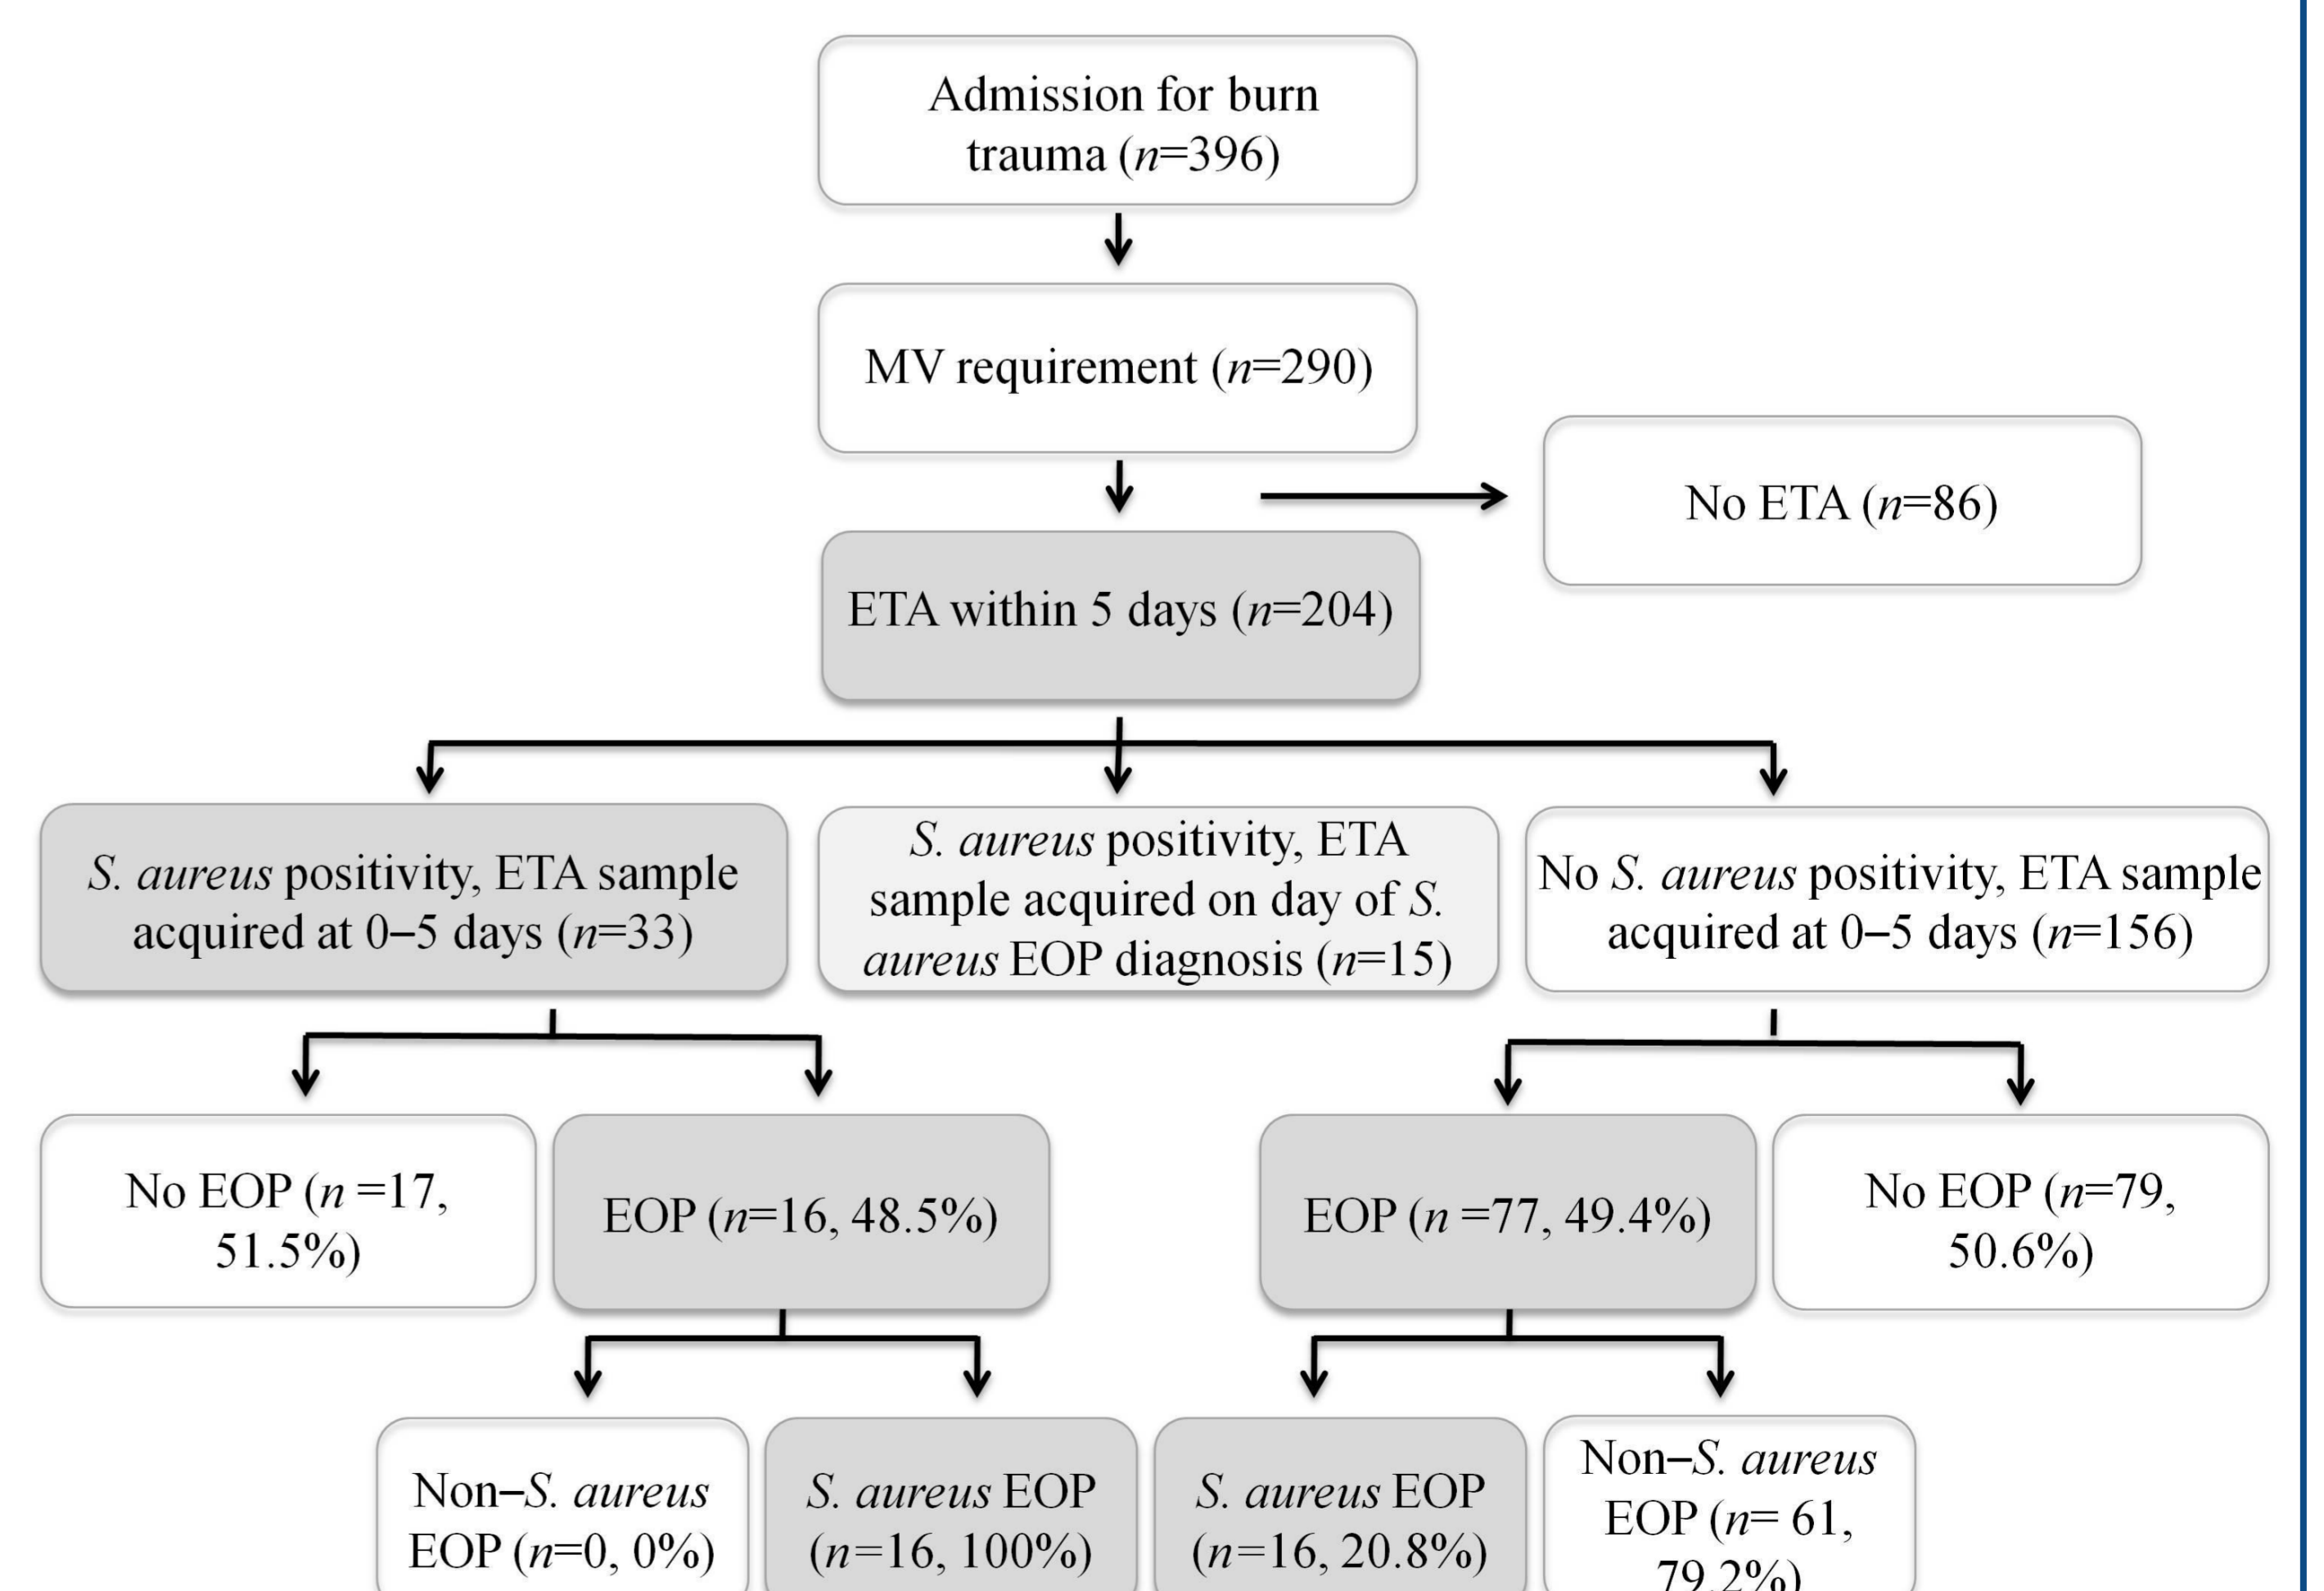 Admission for burn
trauma (n=396)
MV requirement (n=290)
No ETA (n=86)
ETA within 5 days (n=204)
S. aureus positivity, ETA sample
acquired at 0–5 days (n=33)
S. aureus positivity, ETA
sample acquired on day of S.
aureus EOP diagnosis (n=15)
No S. aureus positivity, ETA sample
acquired at 0–5 days (n=156)
No EOP (n =17,
51.5%)
EOP (n=16, 48.5%)
EOP (n =77, 49.4%)
No EOP (n=79,
50.6%)
Non–S. aureus
EOP (n=0, 0%)
S. aureus EOP
(n=16, 100%)
S. aureus EOP
(n=16, 20.8%)
Non–S. aureus
EOP (n= 61,
79.2%)